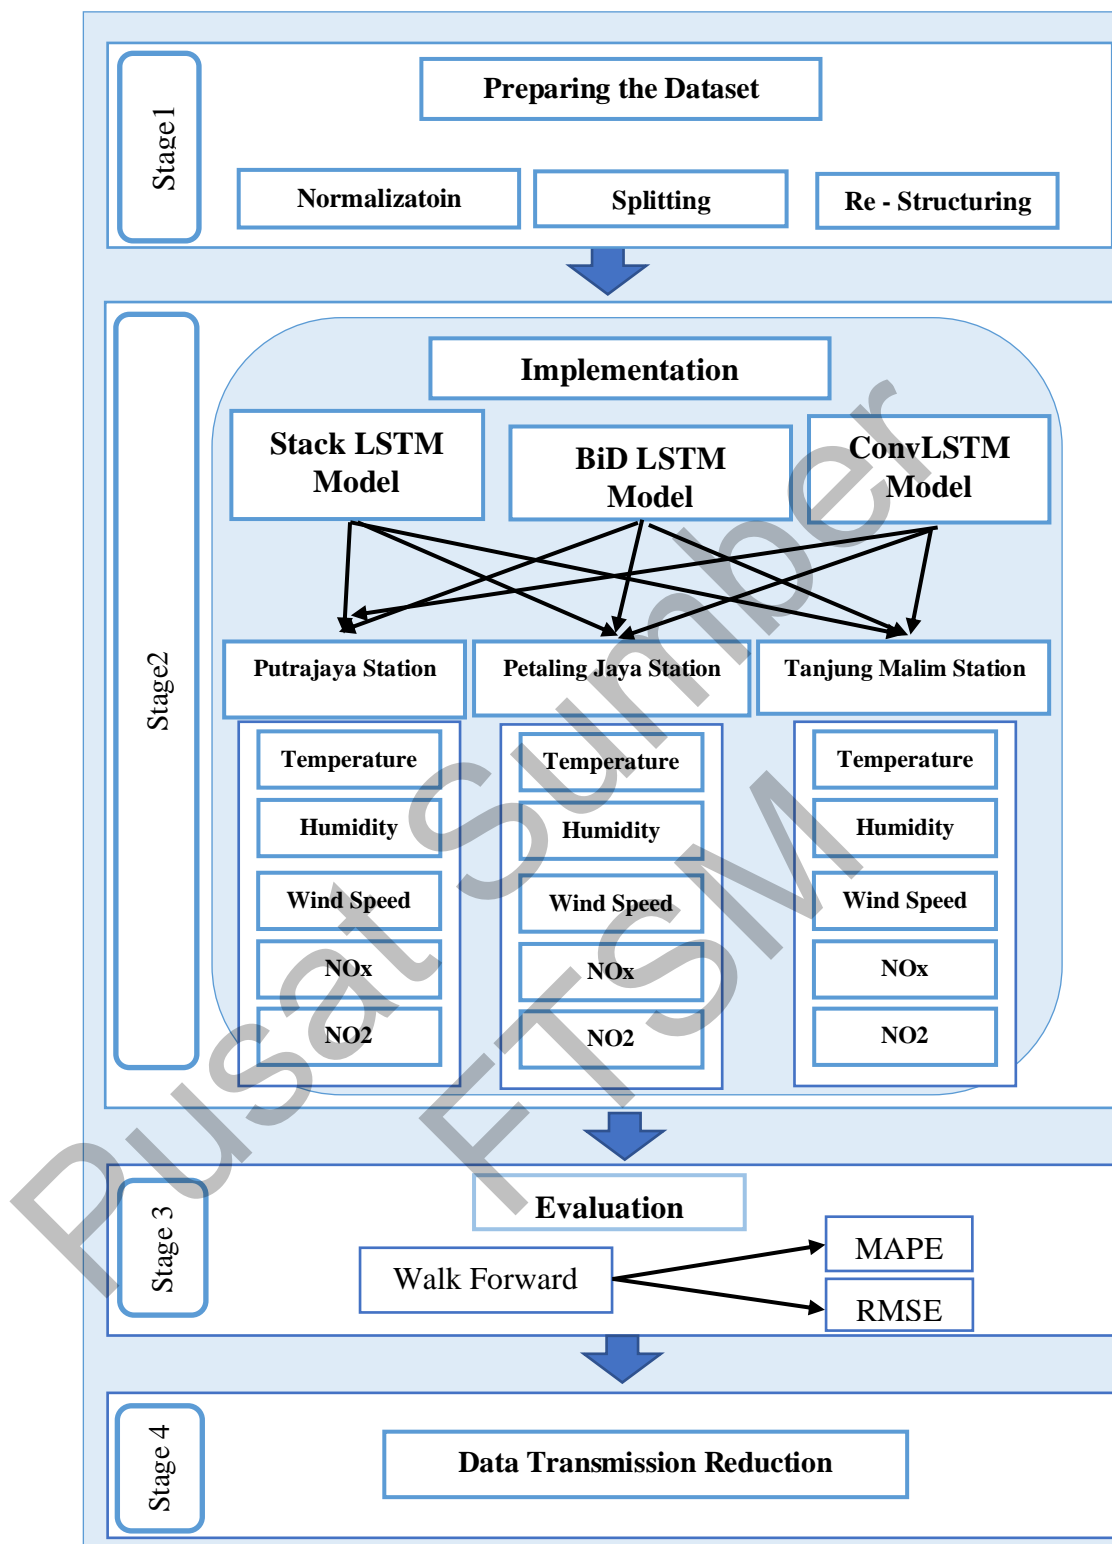 Stage1
Preparing the Dataset
Normalizatoin
Splitting
Re - Structuring
Stage2
Implementation
Stack LSTM
Model
BiD LSTM
Model
ConvLSTM
Model
Putrajaya Station
Petaling Jaya Station
Tanjung Malim Station
Temperature
Humidity
Wind Speed
NOx
NO2
Temperature
Humidity
Wind Speed
NOx
NO2
Temperature
Humidity
Wind Speed
NOx
NO2
Stage 3
Evaluation
Walk Forward
MAPE
RMSE
Stage 4
Data Transmission Reduction
Pusat Sumber
FTSM